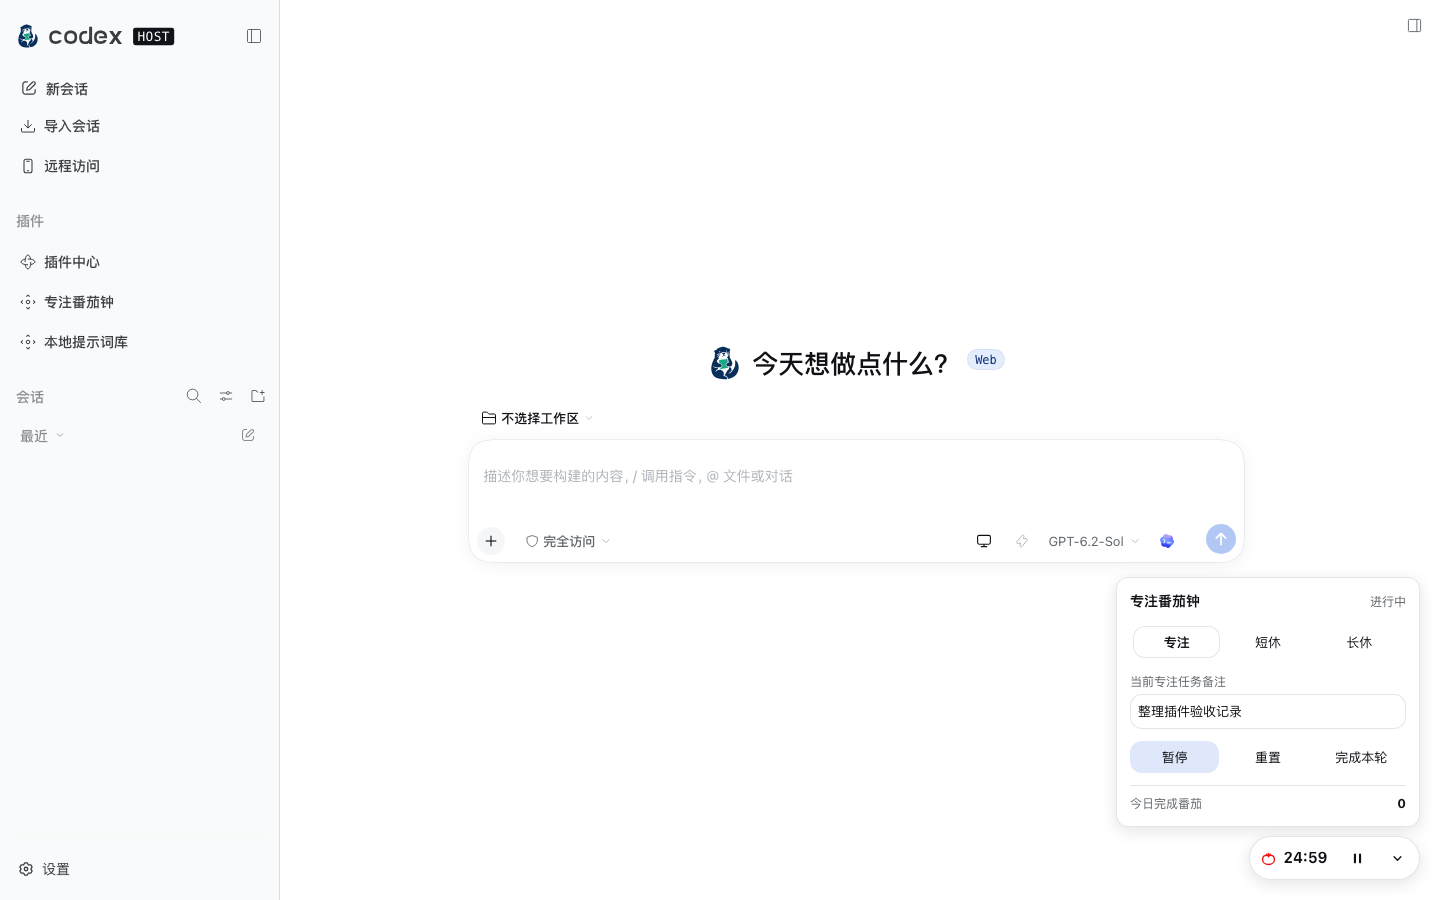 codex HOST
新会话
导入会话
远程访问
插件
插件中心
专注番茄钟
本地提示词库
会话
最近
设置
今天想做点什么? Web
不选择工作区
描述你想要构建的内容, / 调用指令, @ 文件或对话
完全访问
GPT-6.2-Sol
专注番茄钟 进行中
专注 短休 长休
当前专注任务备注
整理插件验收记录
暂停 重置 完成本轮
今日完成番茄 0
24:59